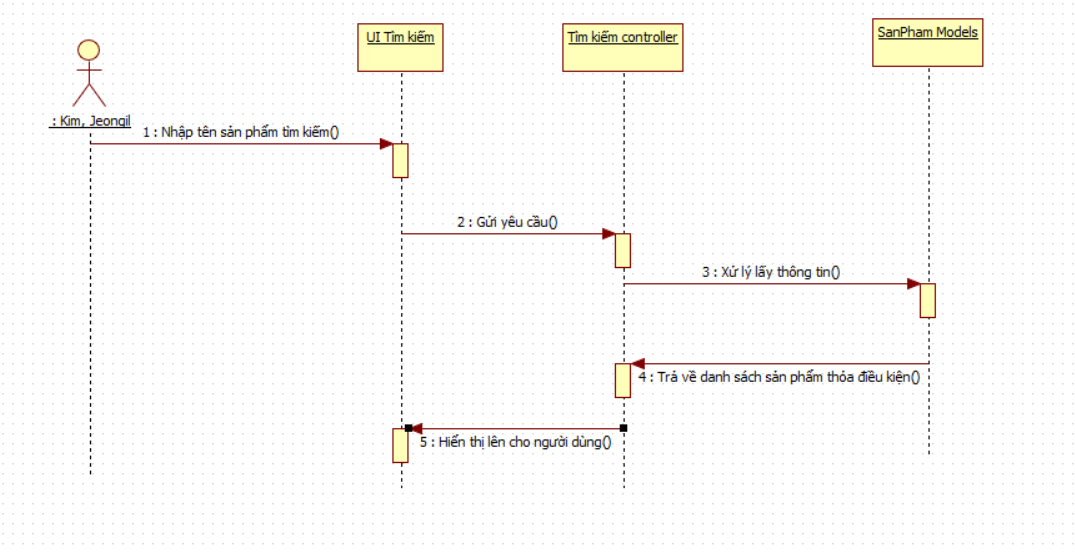 UI Tìm kiếm
Tìm kiếm controller
SanPham Models
: Kim, Jeongil
1 : Nhập tên sản phẩm tìm kiếm()
2 : Gửi yêu cầu()
3 : Xử lý lấy thông tin()
4 : Trả về danh sách sản phẩm thỏa điều kiện()
5 : Hiển thị lên cho người dùng()